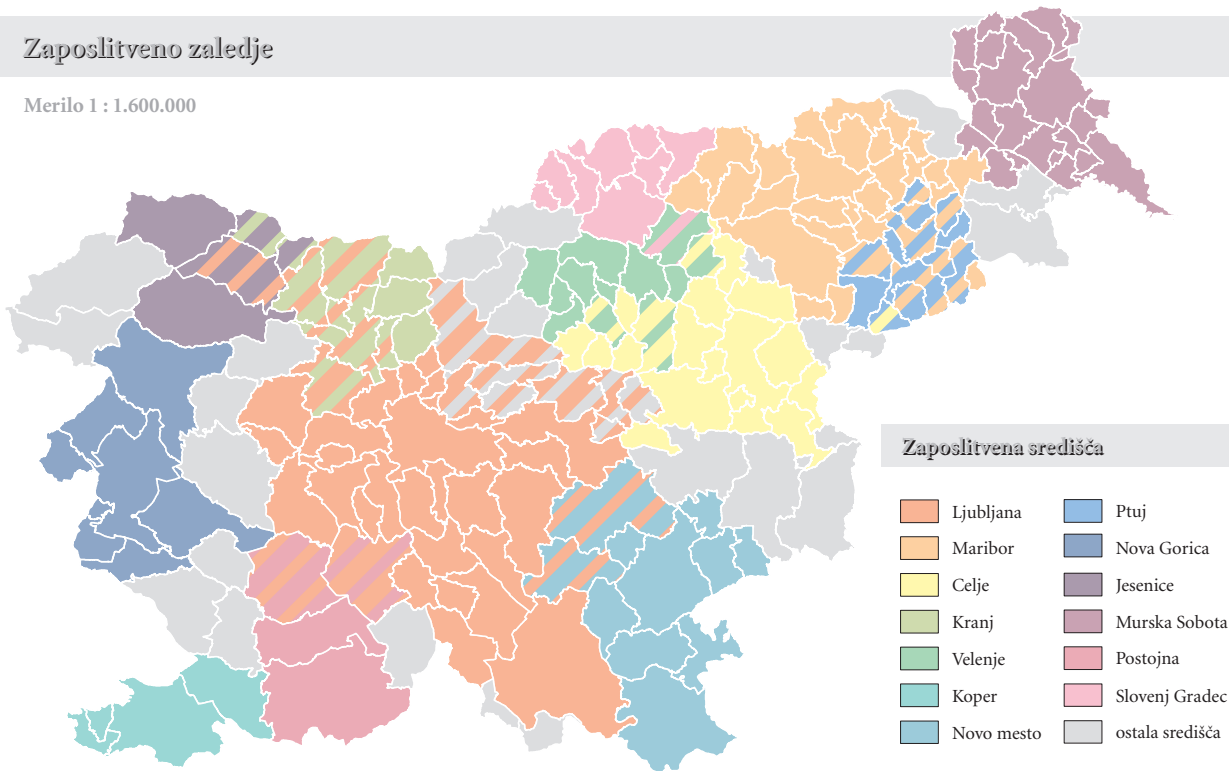 Zaposlitveno zaledje
Merilo 1 : 1.600.000
Zaposlitvena središča
Ljubljana
Maribor
Celje
Kranj
Velenje
Koper
Novo mesto
Ptuj
Nova Gorica
Jesenice
Murska Sobota
Postojna
Slovenj Gradec
ostala središča